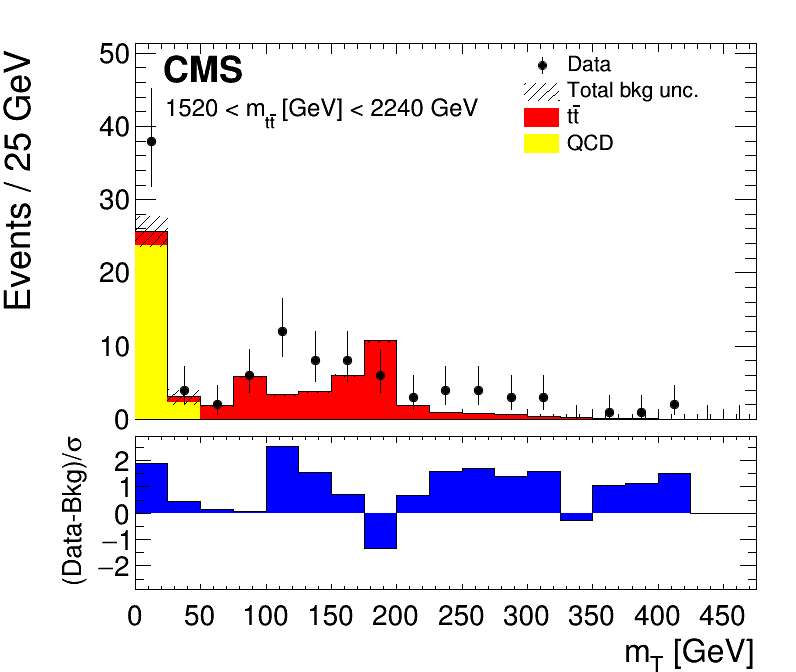 Events / 25 GeV
50
40
30
20
10
0
CMS
1520 < m_tt̄ [GeV] < 2240 GeV
Data
Total bkg unc.
tt̄
QCD
(Data-Bkg)/σ
2
1
0
−1
−2
0 50 100 150 200 250 300 350 400 450
m_T [GeV]